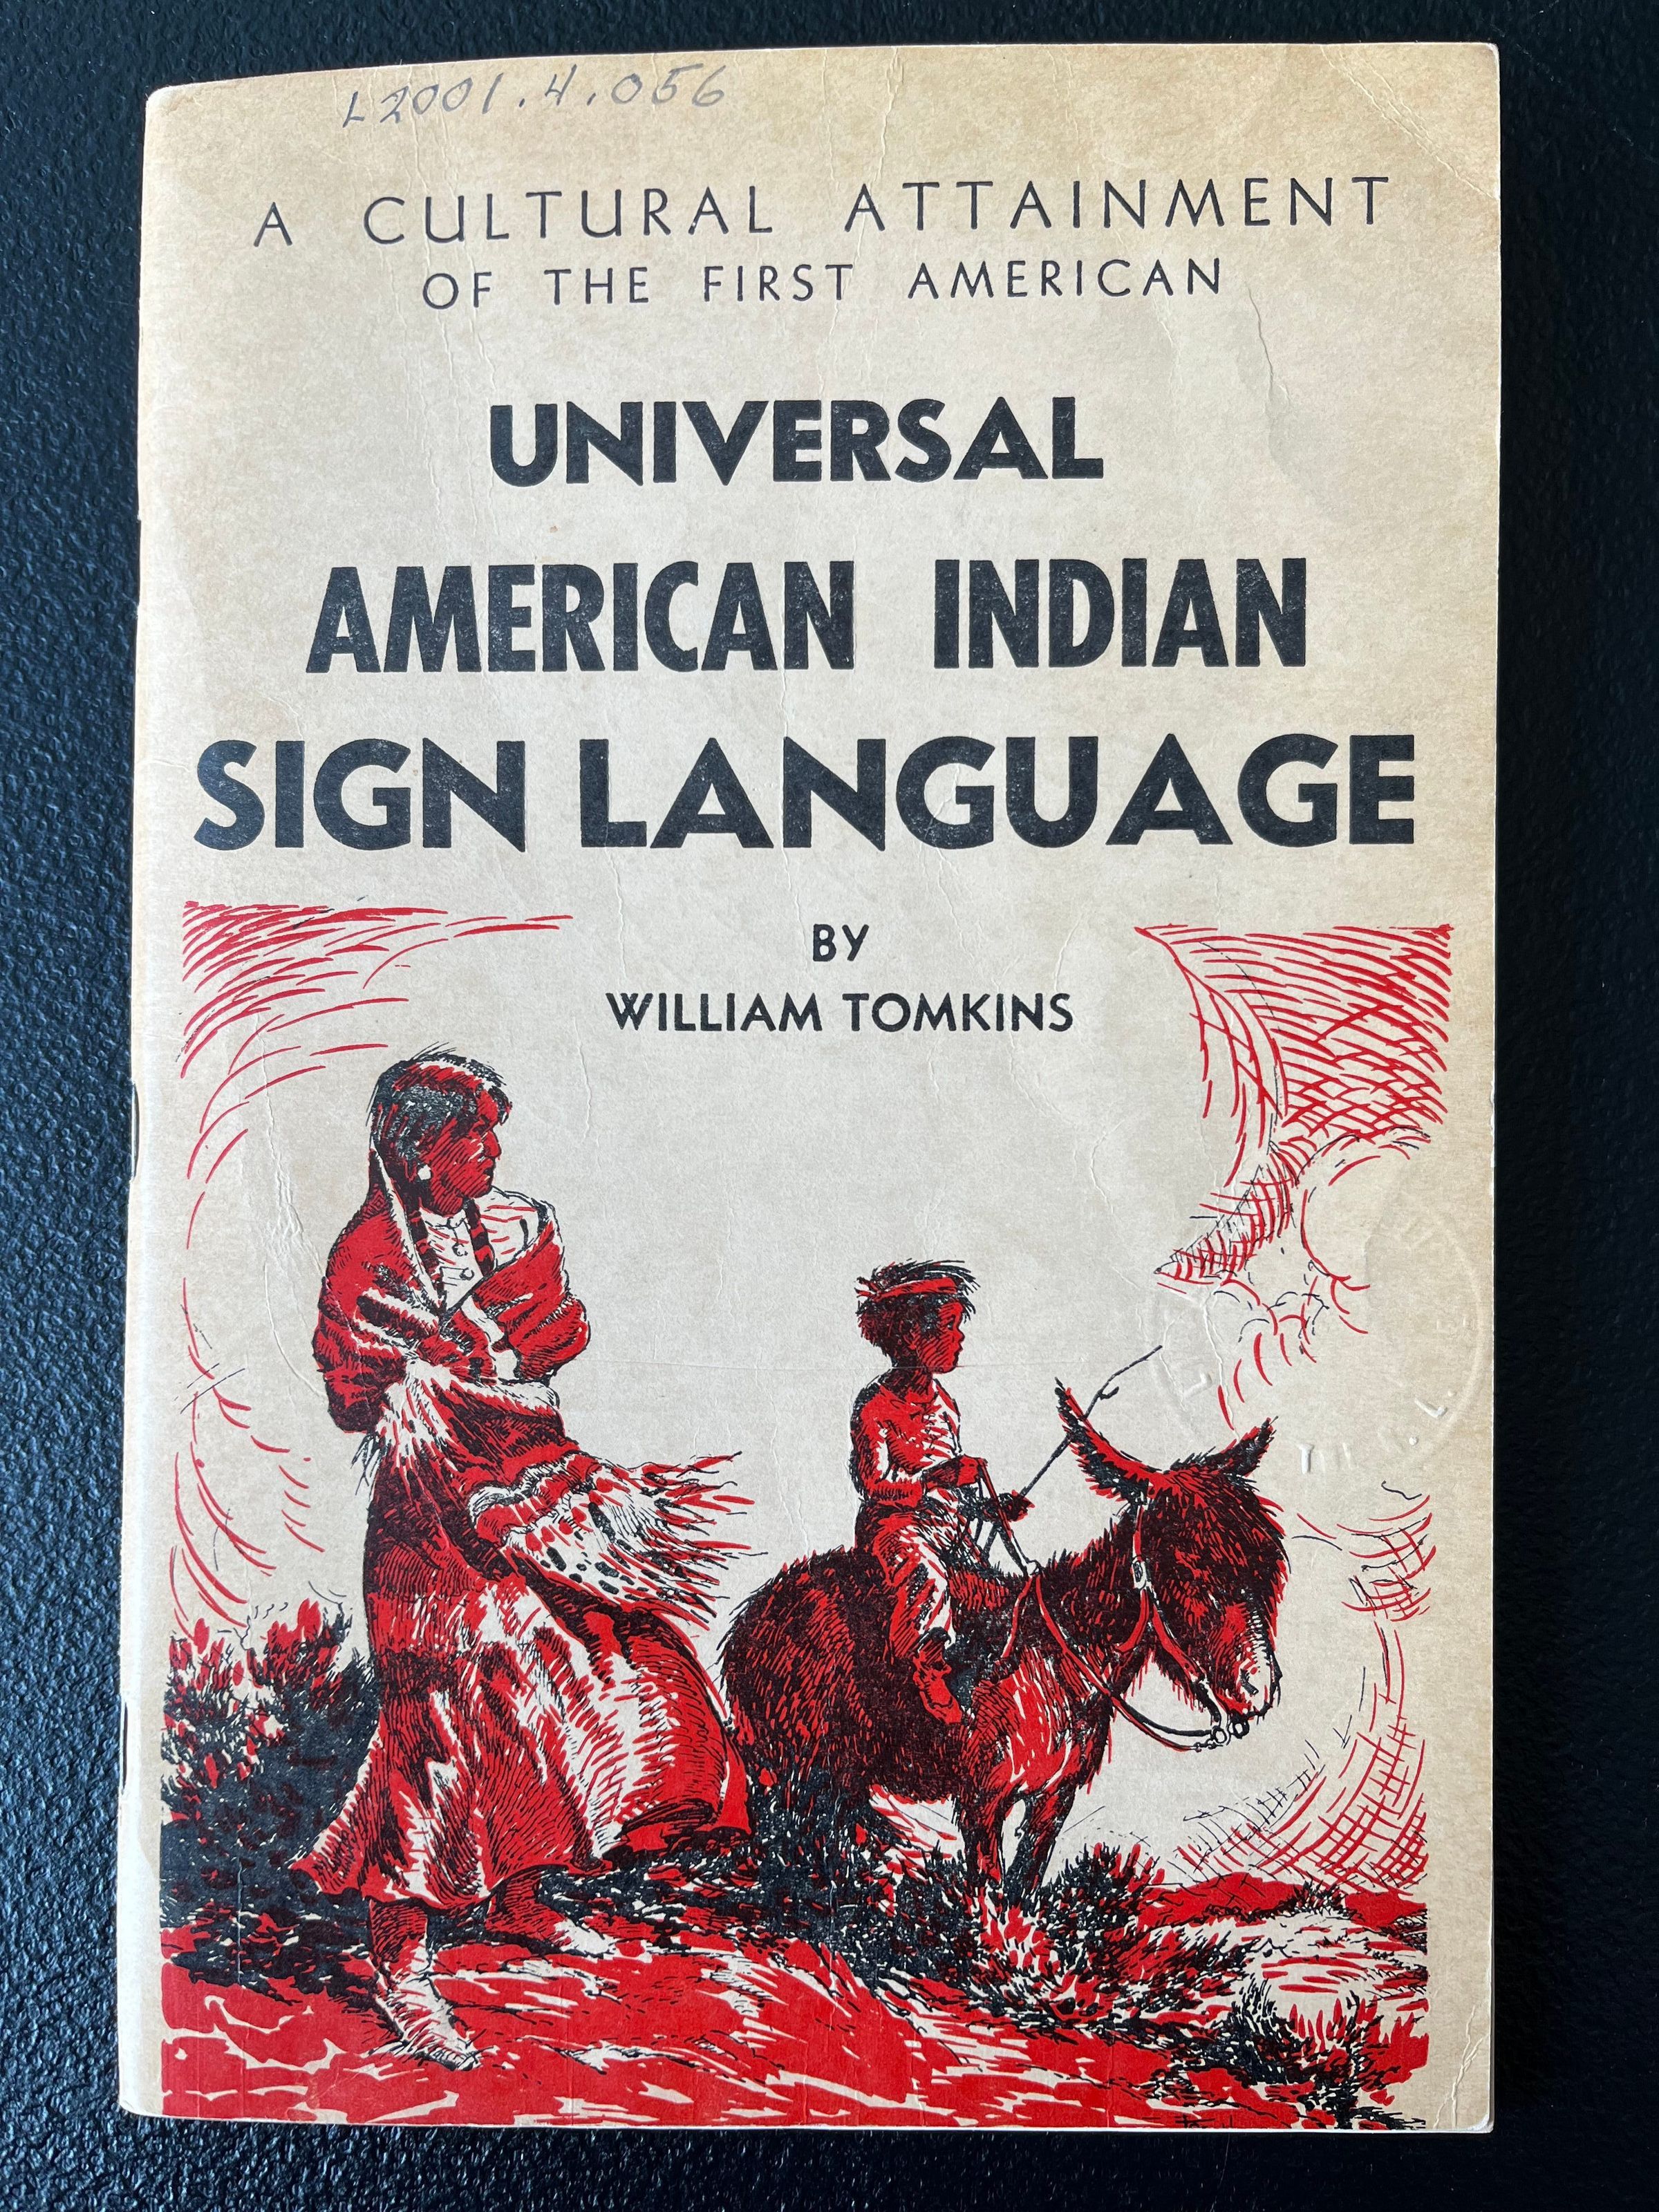 L2001.4.056
A CULTURAL ATTAINMENT
OF THE FIRST AMERICAN
UNIVERSAL
AMERICAN INDIAN
SIGN LANGUAGE
BY
WILLIAM TOMKINS